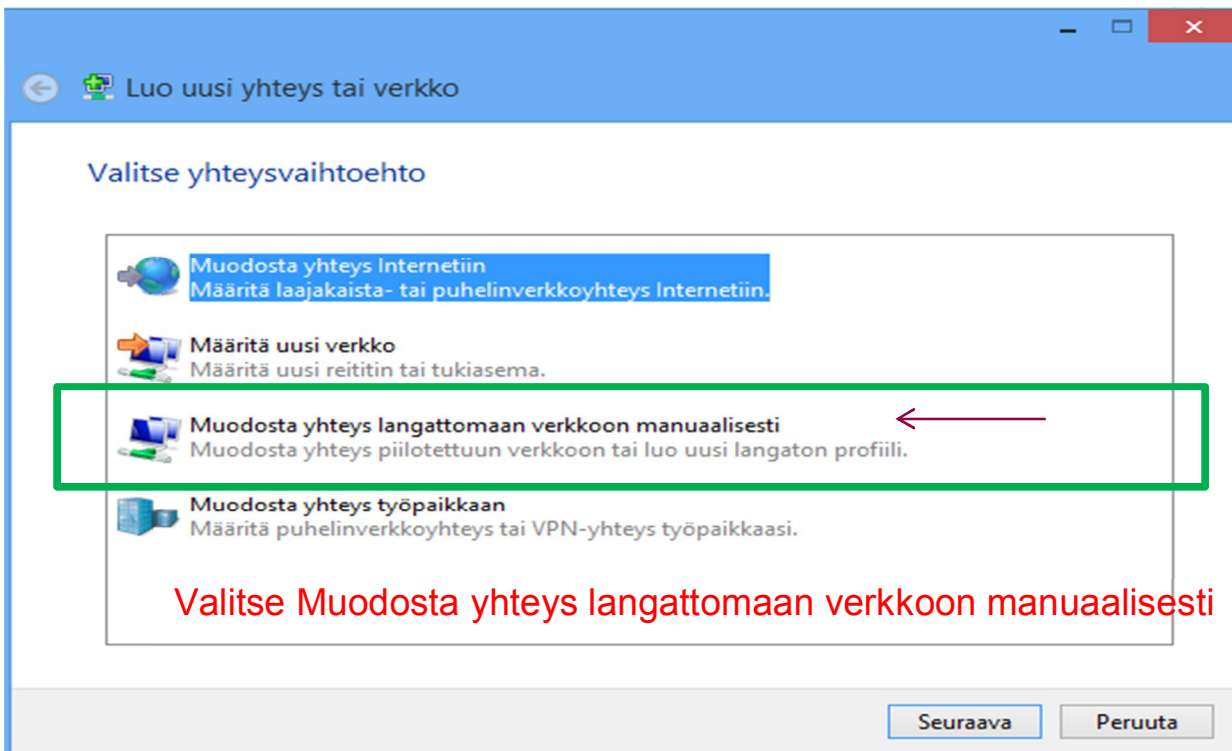 Luo uusi yhteys tai verkko
Valitse yhteysvaihtoehto
Muodosta yhteys Internetiin
Määritä laajakaista- tai puhelinverkkoyhteys Internetiin.
Määritä uusi verkko
Määritä uusi reititin tai tukiasema.
Muodosta yhteys langattomaan verkkoon manuaalisesti
Muodosta yhteys piilotettuun verkkoon tai luo uusi langaton profiili.
Muodosta yhteys työpaikkaan
Määritä puhelinverkkoyhteys tai VPN-yhteys työpaikkaasi.
Valitse Muodosta yhteys langattomaan verkkoon manuaalisesti
Seuraava
Peruuta